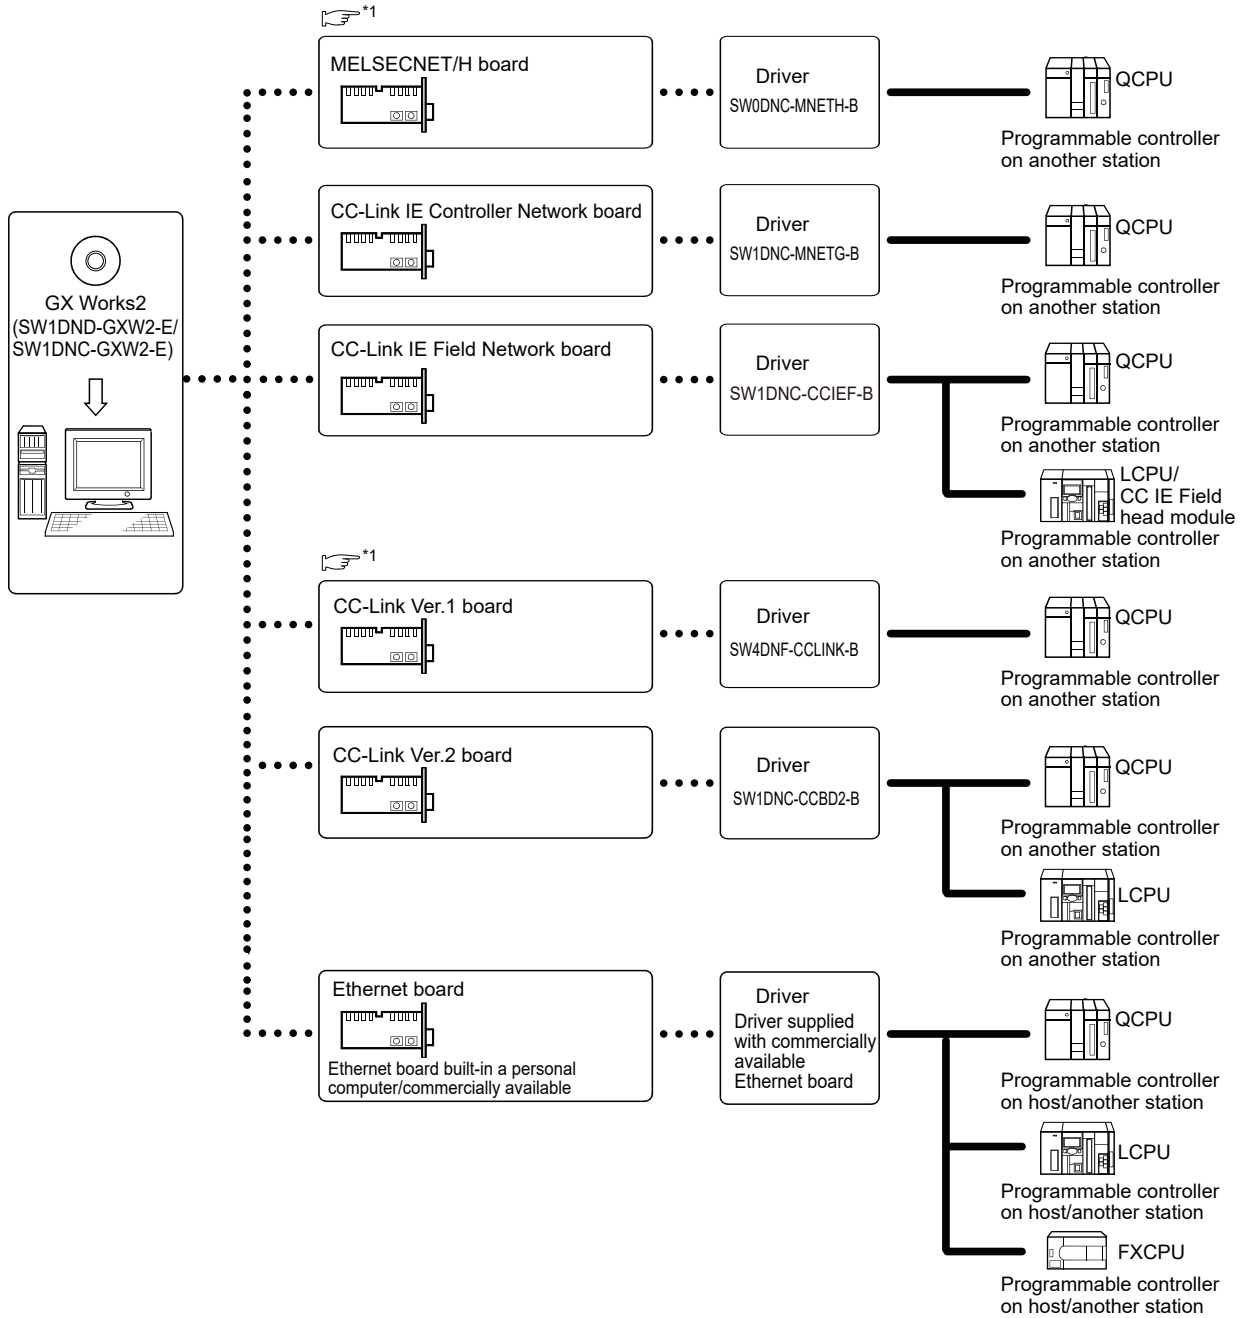 *1
MELSECNET/H board
Driver
SW0DNC-MNETH-B
QCPU
Programmable controller
on another station
CC-Link IE Controller Network board
Driver
SW1DNC-MNETG-B
QCPU
Programmable controller
on another station
GX Works2
(SW1DND-GXW2-E/
SW1DNC-GXW2-E)
CC-Link IE Field Network board
Driver
SW1DNC-CCIEF-B
QCPU
Programmable controller
on another station
LCPU/
CC IE Field
head module
Programmable controller
on another station
*1
CC-Link Ver.1 board
Driver
SW4DNF-CCLINK-B
QCPU
Programmable controller
on another station
CC-Link Ver.2 board
Driver
SW1DNC-CCBD2-B
QCPU
Programmable controller
on another station
LCPU
Programmable controller
on another station
Ethernet board
Ethernet board built-in a personal
computer/commercially available
Driver
Driver supplied
with commercially
available
Ethernet board
QCPU
Programmable controller
on host/another station
LCPU
Programmable controller
on host/another station
FXCPU
Programmable controller
on host/another station